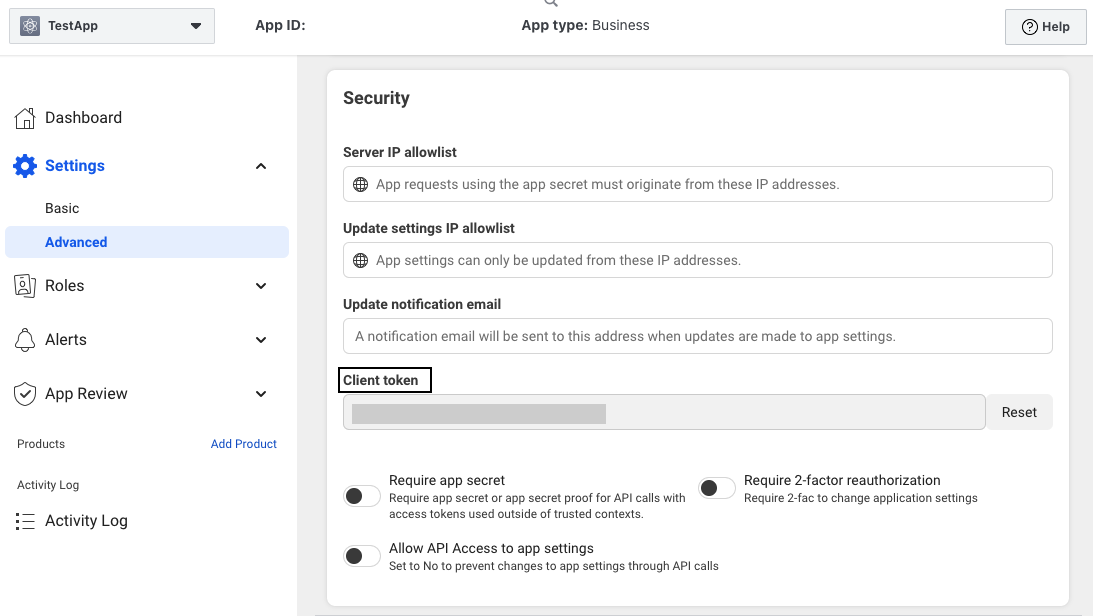 TestApp
App ID:
App type: Business
Help
Dashboard
Settings
Basic
Advanced
Roles
Alerts
App Review
Products
Add Product
Activity Log
Activity Log
Security
Server IP allowlist
App requests using the app secret must originate from these IP addresses.
Update settings IP allowlist
App settings can only be updated from these IP addresses.
Update notification email
A notification email will be sent to this address when updates are made to app settings.
Client token
Reset
Require app secret
Require app secret or app secret proof for API calls with
access tokens used outside of trusted contexts.
Require 2-factor reauthorization
Require 2-fac to change application settings
Allow API Access to app settings
Set to No to prevent changes to app settings through API calls